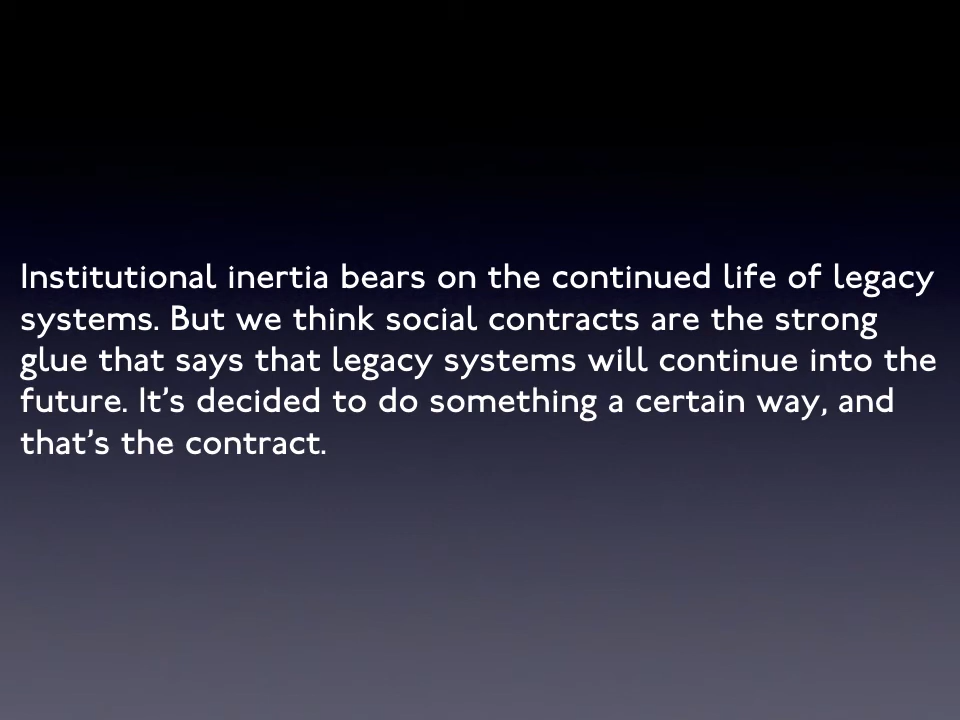 Institutional inertia bears on the continued life of legacy
systems. But we think social contracts are the strong
glue that says that legacy systems will continue into the
future. It’s decided to do something a certain way, and
that’s the contract.